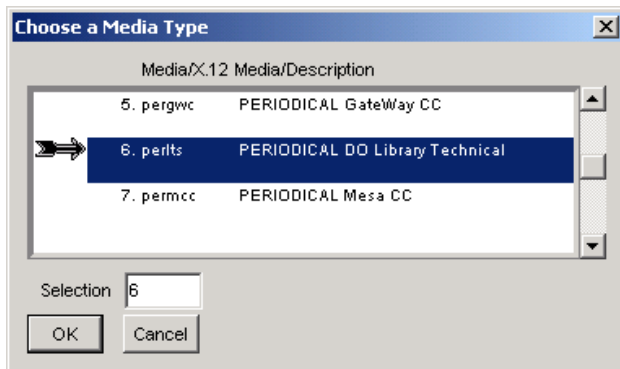 Choose a Media Type
Media/X.12 Media/Description
5. pergwc PERIODICAL GateWay CC
6. perlts PERIODICAL DO Library Technical
7. permcc PERIODICAL Mesa CC
Selection 6
OK Cancel